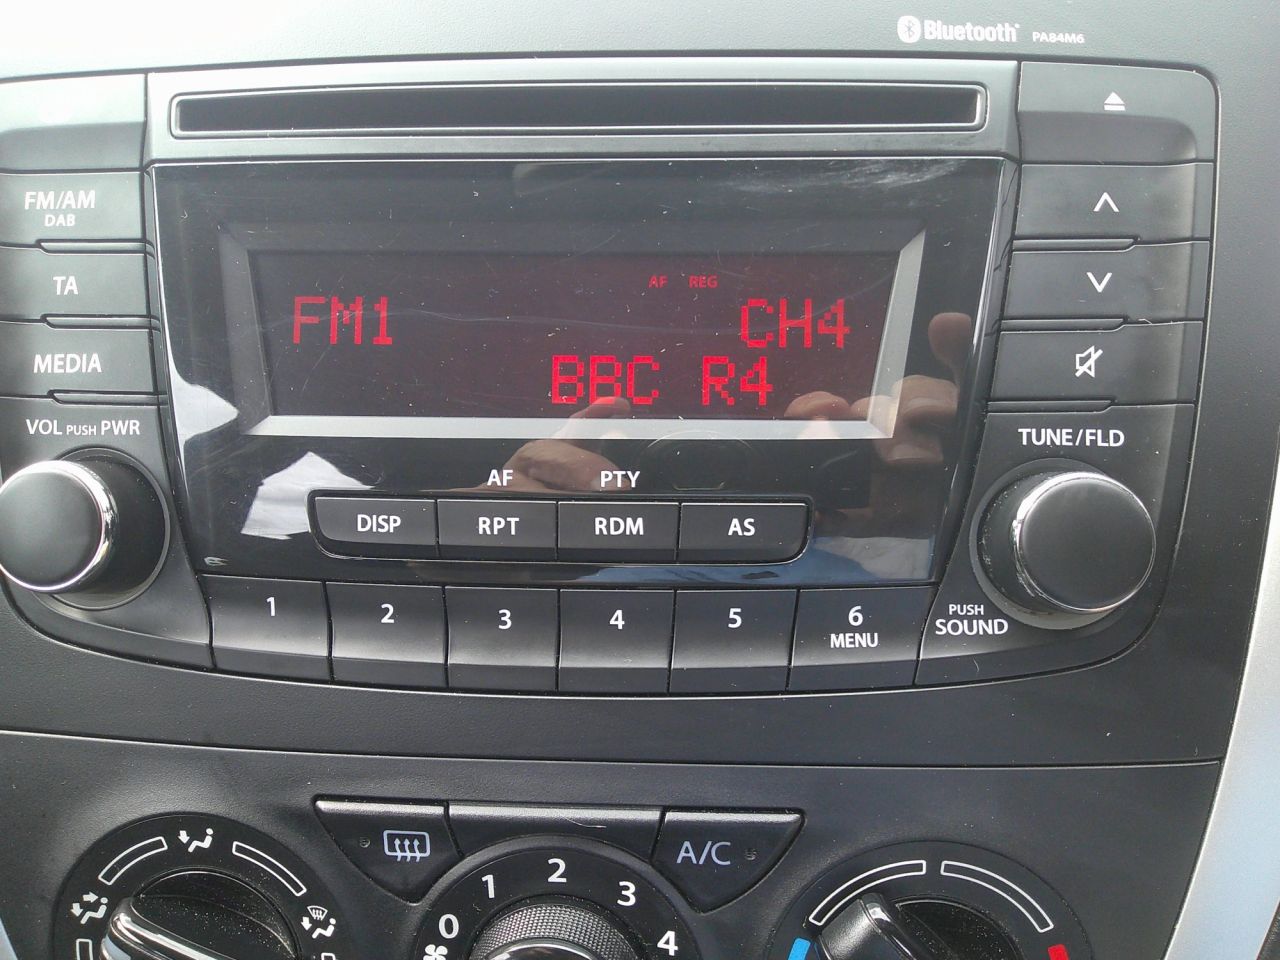 Bluetooth® PA84M6
FM/AM
DAB
TA
MEDIA
VOL PUSH PWR
AF REG
FM1 CH4
BBC R4
TUNE/FLD
AF PTY
DISP RPT RDM AS
1 2 3 4 5 6
MENU
PUSH
SOUND
A/C
0 1 2 3 4